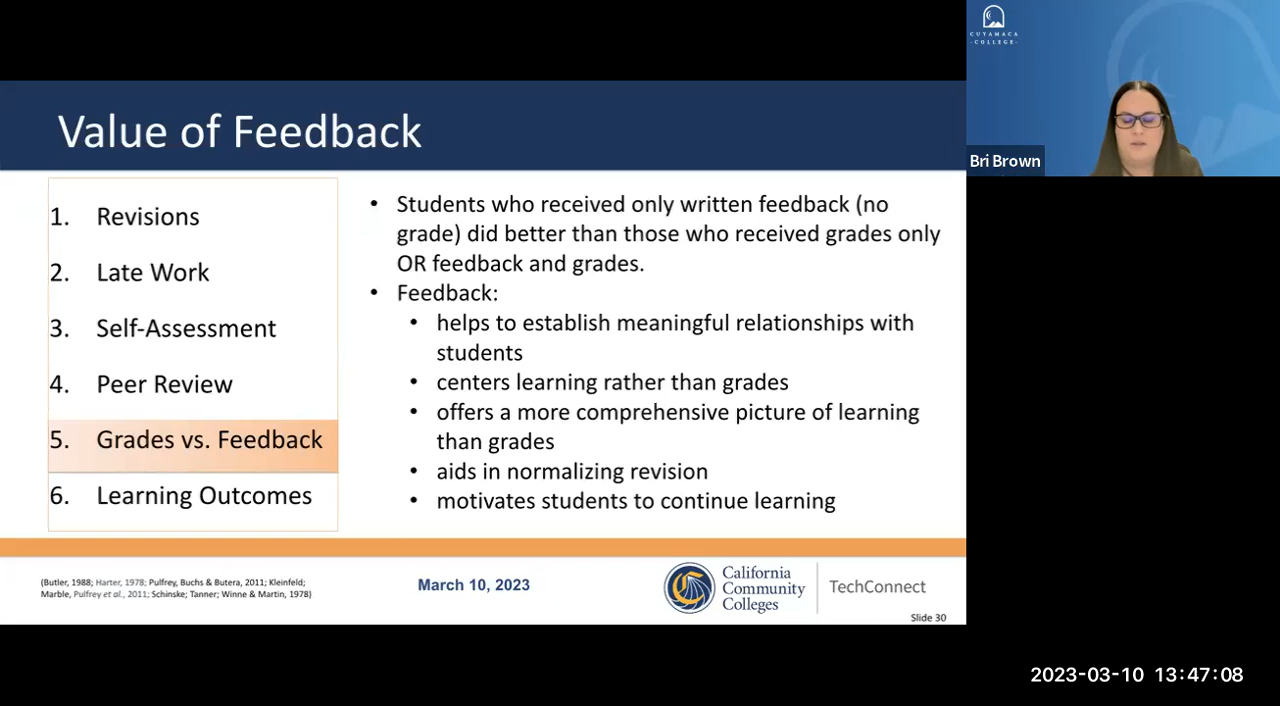 Value of Feedback
1. Revisions
2. Late Work
3. Self-Assessment
4. Peer Review
5. Grades vs. Feedback
6. Learning Outcomes
• Students who received only written feedback (no
grade) did better than those who received grades only
OR feedback and grades.
• Feedback:
• helps to establish meaningful relationships with
students
• centers learning rather than grades
• offers a more comprehensive picture of learning
than grades
• aids in normalizing revision
• motivates students to continue learning
(Butler, 1988; Harter, 1978; Pulfrey, Buchs & Butera, 2011; Kleinfeld;
Marble, Pulfrey et al., 2011; Schinske; Tanner; Winne & Martin, 1978)
March 10, 2023
California
Community
Colleges
TechConnect
Slide 30
CUYAMACA
-COLLEGE-
Bri Brown
2023-03-10 13:47:08